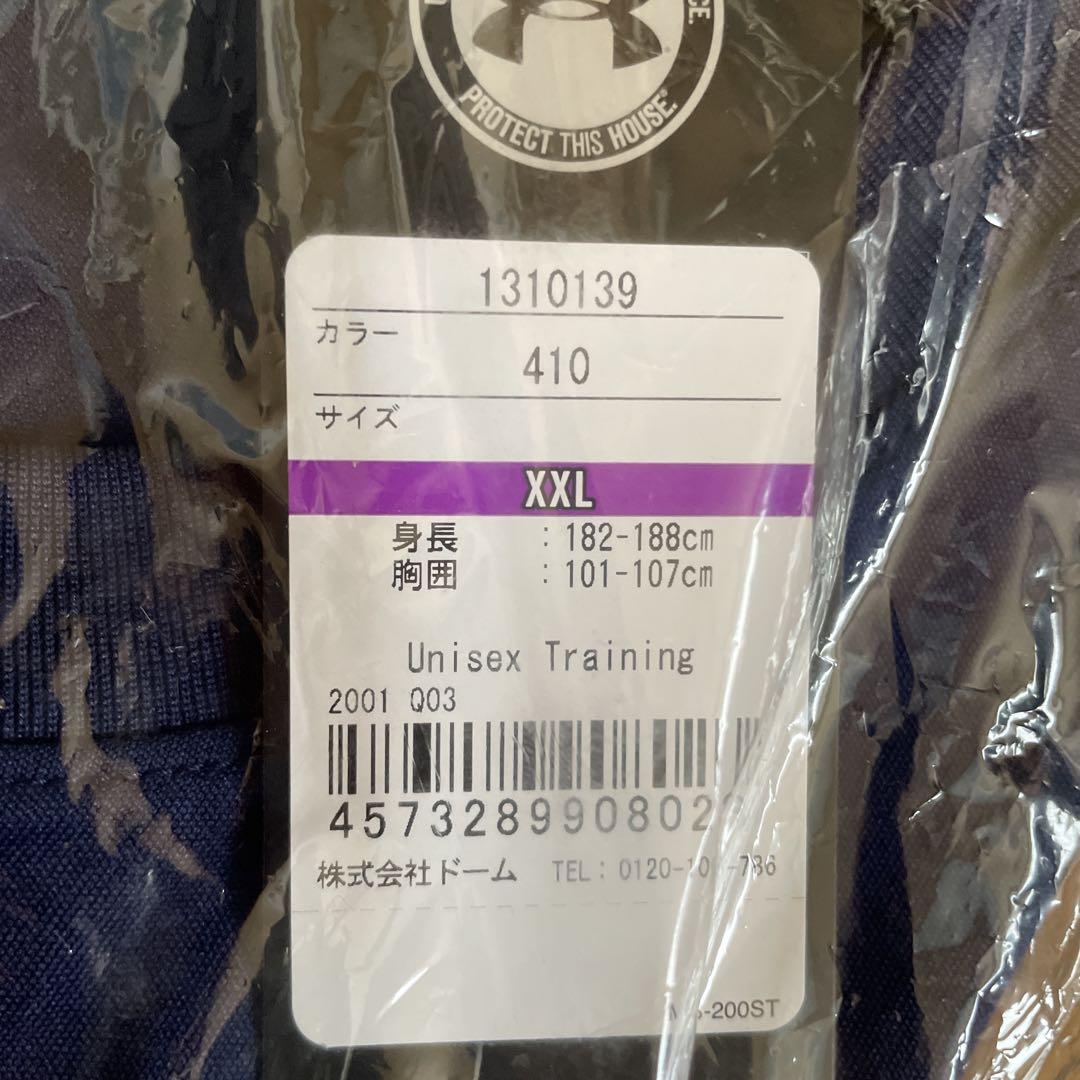 PROTECT THIS HOUSE.
1310139
カラー
410
サイズ
XXL
身長 : 182-188cm
胸囲 : 101-107cm
Unisex Training
2001 Q03
株式会社ドーム TEL: